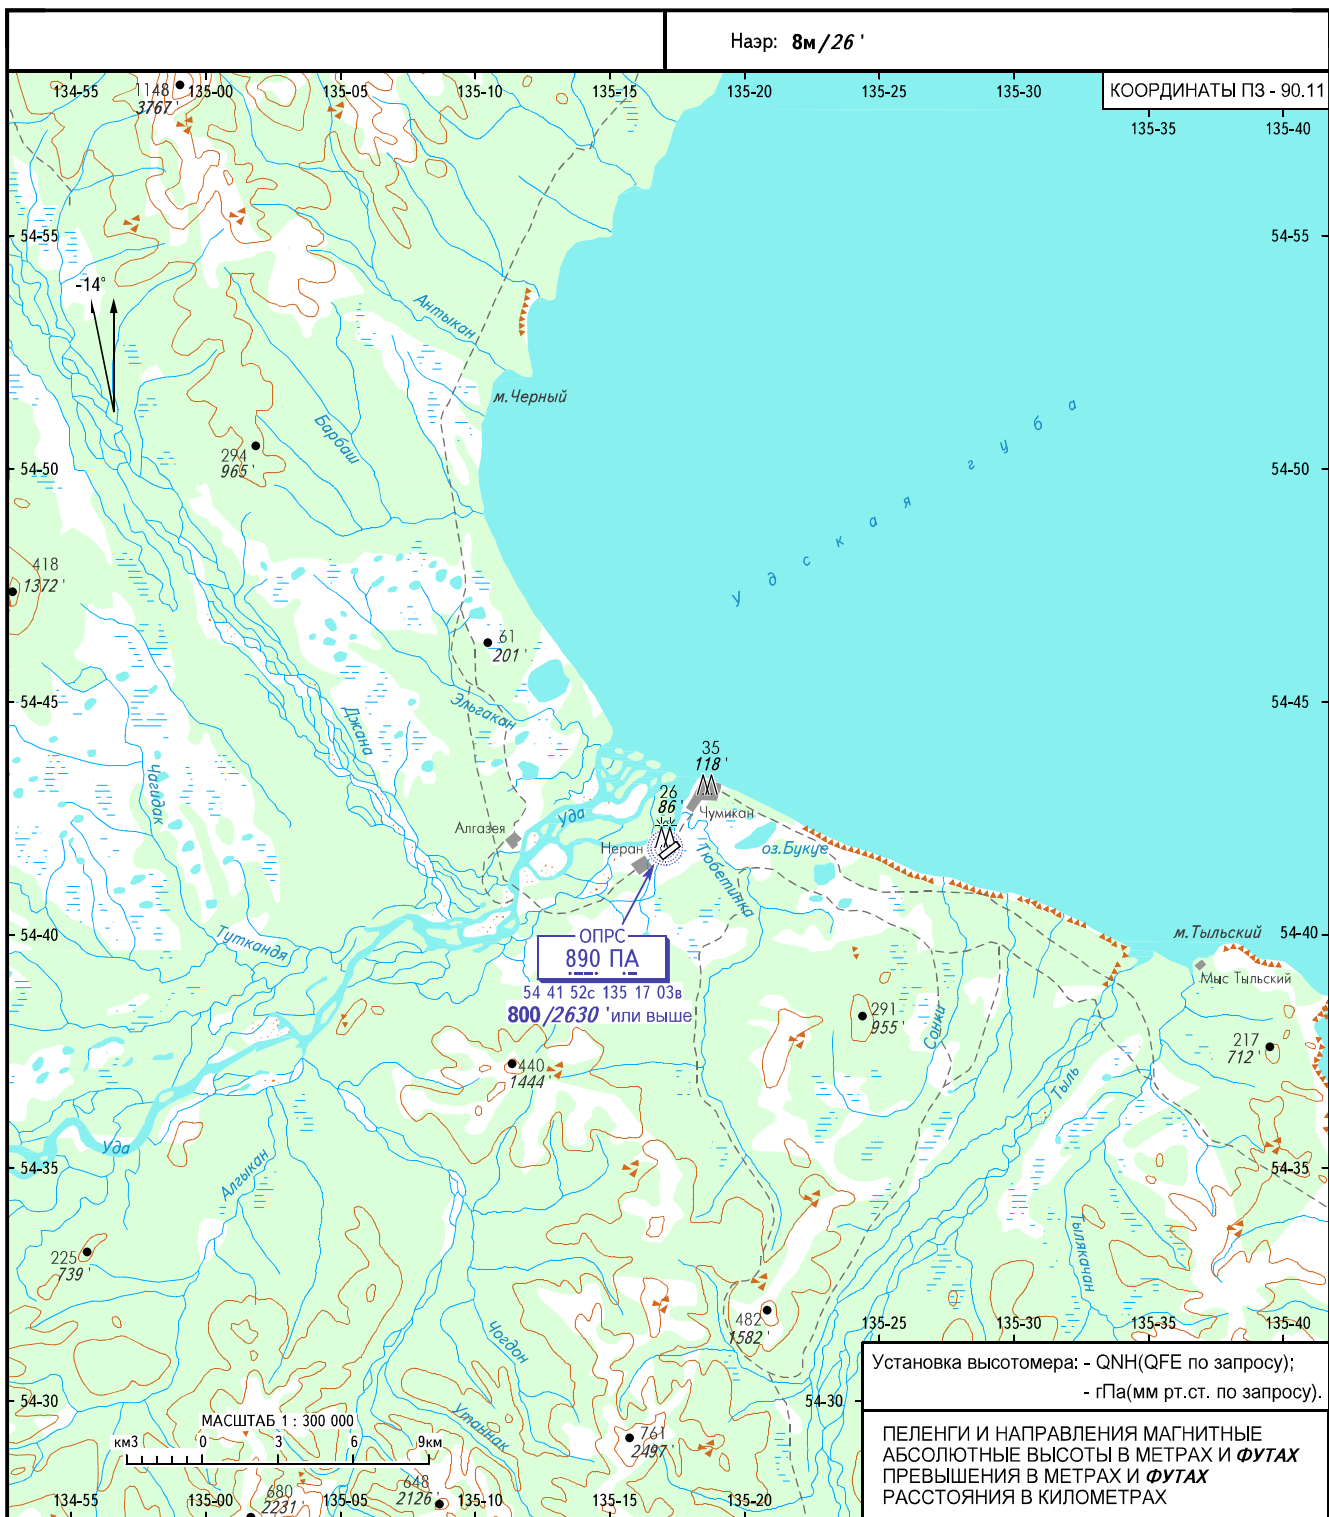 Наэр: 8м/26 '
КООРДИНАТЫ ПЗ - 90.11
134-55
135-00
135-05
135-10
135-15
135-20
135-25
135-30
135-35
135-40
1148
3767 '
54-55
54-55
-14°
Антыкан
м.Черный
Барбаш
294
965 '
54-50
54-50
Удская губа
418
1372 '
61
201 '
Эльгакан
Джана
54-45
54-45
Чагидак
35
118 '
26
86 '
Чумикан
Уда
Алгазея
Неран
оз.Букуе
Тюбетинка
Туткандя
54-40
м.Тыльский
54-40
Мыс Тыльский
ОПРС
890 ПА
54 41 52с 135 17 03в
800/2630 'или выше
291
955 '
Сонки
217
712 '
440
1444 '
Тыль
Уда
54-35
Алгыкан
54-35
Тылякачан
225
739 '
482
1582 '
Чогдон
135-25
135-30
135-35
135-40
Установка высотомера: - QNH(QFE по запросу);
- гПа(мм рт.ст. по запросу).
54-30
54-30
Утаннак
МАСШТАБ 1 : 300 000
км3 0 3 6 9км
761
2497 '
648
2126 '
680
2231 '
134-55
135-00
135-05
135-10
135-15
135-20
ПЕЛЕНГИ И НАПРАВЛЕНИЯ МАГНИТНЫЕ
АБСОЛЮТНЫЕ ВЫСОТЫ В МЕТРАХ И ФУТАХ
ПРЕВЫШЕНИЯ В МЕТРАХ И ФУТАХ
РАССТОЯНИЯ В КИЛОМЕТРАХ